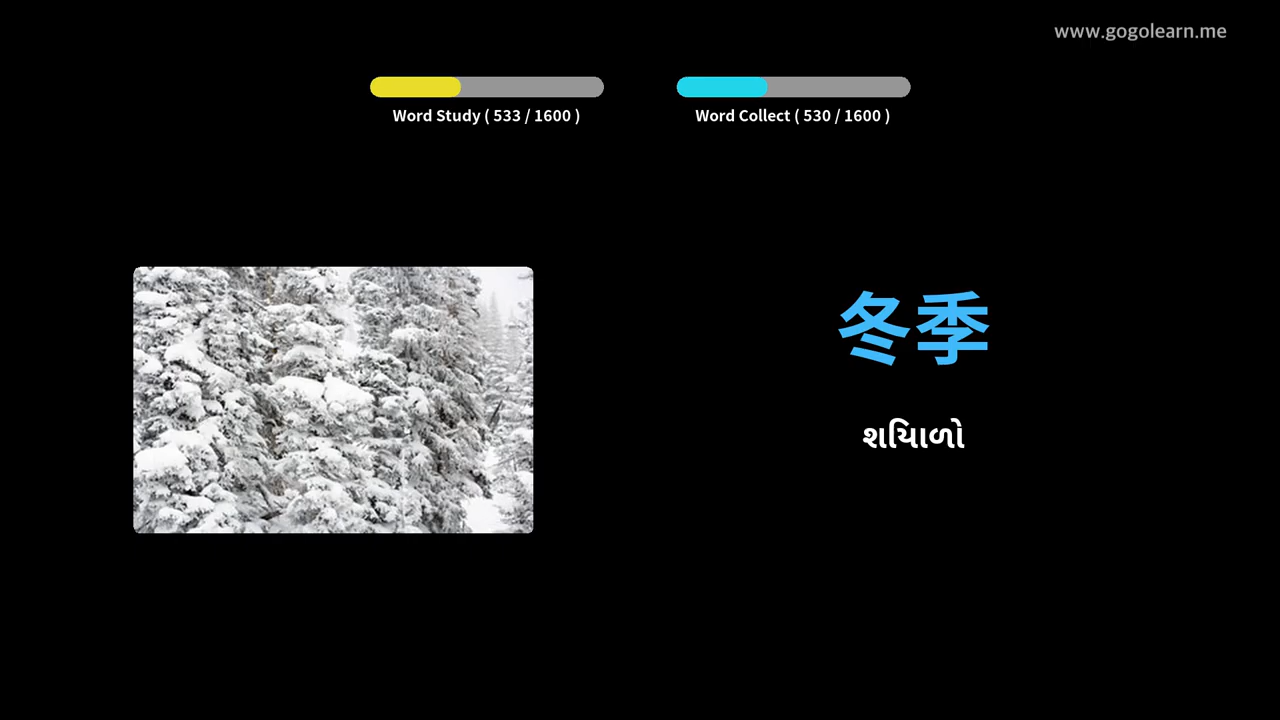 www.gogolearn.me
Word Study ( 533 / 1600 )
Word Collect ( 530 / 1600 )
冬季
શિયાળો